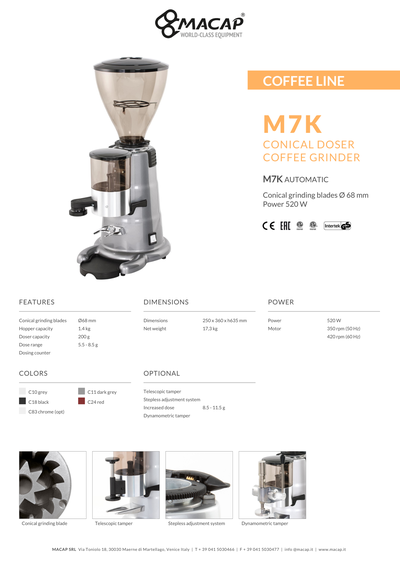 MACAP®
WORLD-CLASS EQUIPMENT
COFFEE LINE
M7K
CONICAL DOSER
COFFEE GRINDER
M7K AUTOMATIC
Conical grinding blades Ø 68 mm
Power 520 W
CE EAC Intertek GS
FEATURES
Conical grinding blades Ø68 mm
Hopper capacity 1,4 kg
Doser capacity 200 g
Dose range 5.5 - 8.5 g
Dosing counter
DIMENSIONS
Dimensions 250 x 360 x h635 mm
Net weight 17,3 kg
POWER
Power 520 W
Motor 350 rpm (50 Hz)
420 rpm (60 Hz)
COLORS
C10 grey C11 dark grey
C18 black C24 red
C83 chrome (opt)
OPTIONAL
Telescopic tamper
Stepless adjustment system
Increased dose 8.5 - 11,5 g
Dynamometric tamper
Conical grinding blade
Telescopic tamper
Stepless adjustment system
Dynamometric tamper
MACAP SRL Via Toniolo 18, 30030 Maerne di Martellago, Venice Italy | T + 39 041 5030466 | F + 39 041 5030477 | info@macap.it | www.macap.it